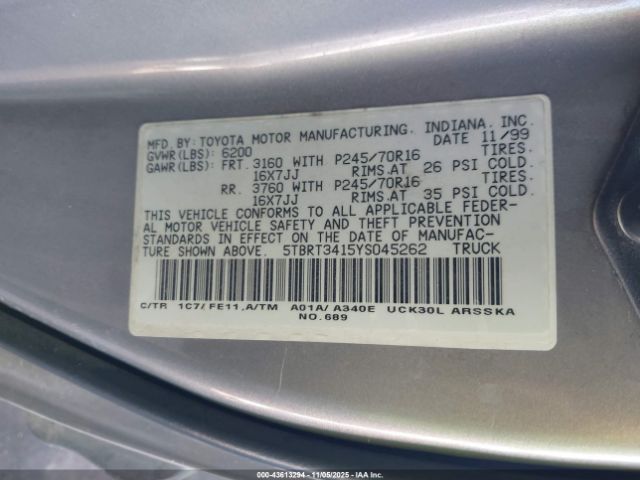 MFD. BY: TOYOTA MOTOR MANUFACTURING, INDIANA, INC.
DATE 11/99
GVWR(LBS): 6200
GAWR(LBS): FRT. 3160 WITH P245/70R16 TIRES.
16X7JJ RIMS.AT 26 PSI COLD.
RR. 3760 WITH P245/70R16 TIRES.
16X7JJ RIMS.AT 35 PSI COLD.
THIS VEHICLE CONFORMS TO ALL APPLICABLE FEDER-
AL MOTOR VEHICLE SAFETY AND THEFT PREVENTION
STANDARDS IN EFFECT ON THE DATE OF MANUFAC-
TURE SHOWN ABOVE. 5TBRT3415YS045262 TRUCK
C/TR 1C7/ FE11,A/TM A01A/ A340E UCK30L ARSSKA
NO.689
000-43613294 - 11/05/2025 - IAAI.COM